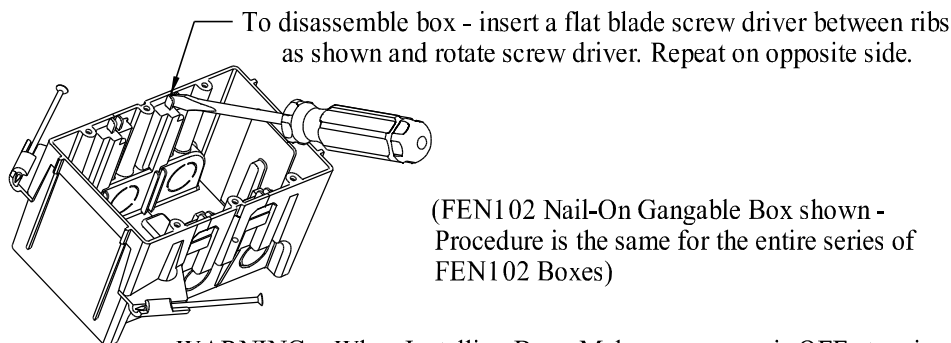 To disassemble box - insert a flat blade screw driver between ribs
as shown and rotate screw driver. Repeat on opposite side.
(FEN102 Nail-On Gangable Box shown -
Procedure is the same for the entire series of
FEN102 Boxes)